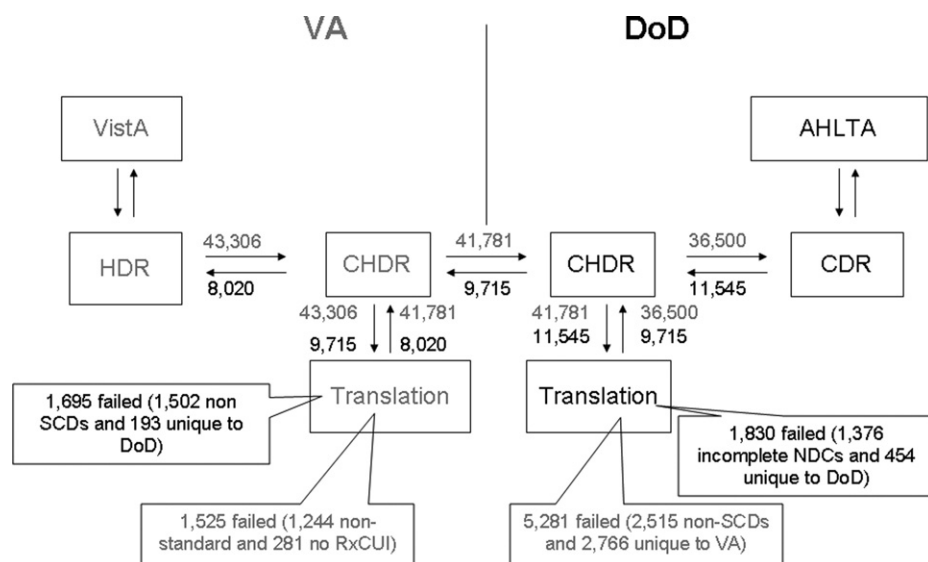 VA
DoD
VistA
AHLTA
43,306
41,781
36,500
HDR
CHDR
CHDR
CDR
8,020
9,715
11,545
43,306
41,781
41,781
36,500
9,715
8,020
11,545
9,715
Translation
Translation
1,695 failed (1,502 non
SCDs and 193 unique to
DoD)
1,830 failed (1,376
incomplete NDCs and 454
unique to DoD)
1,525 failed (1,244 non-
standard and 281 no RxCUI)
5,281 failed (2,515 non-SCDs
and 2,766 unique to VA)